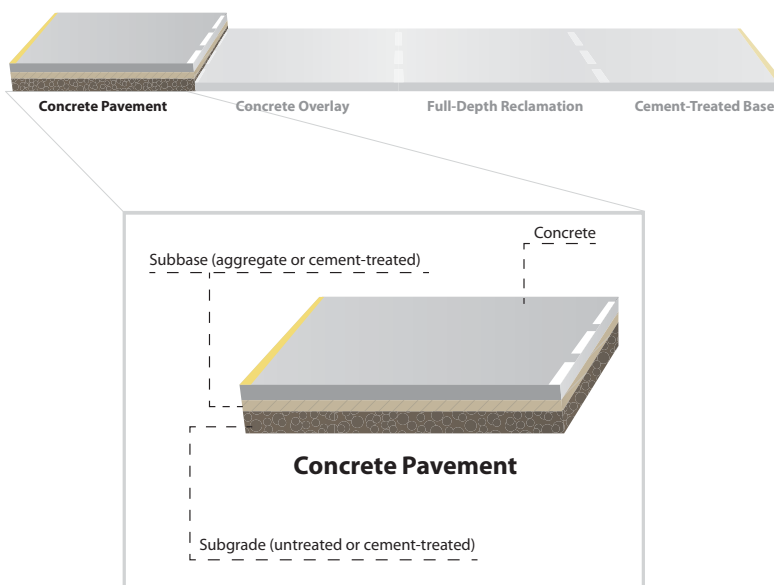 Concrete Pavement
Concrete Overlay
Full-Depth Reclamation
Cement-Treated Base
Concrete
Subbase (aggregate or cement-treated)
Concrete Pavement
Subgrade (untreated or cement-treated)